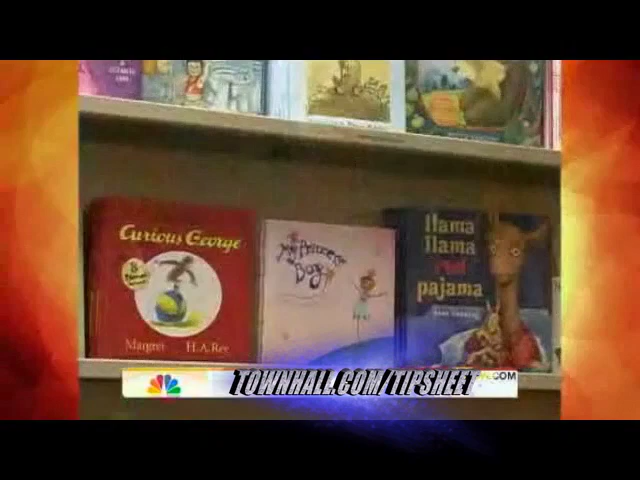 Curious George
Margret H.A. Rey
My Princess
Boy
llama
llama
red
pajama
TOWNHALL.COM/TIPSHEET
.COM